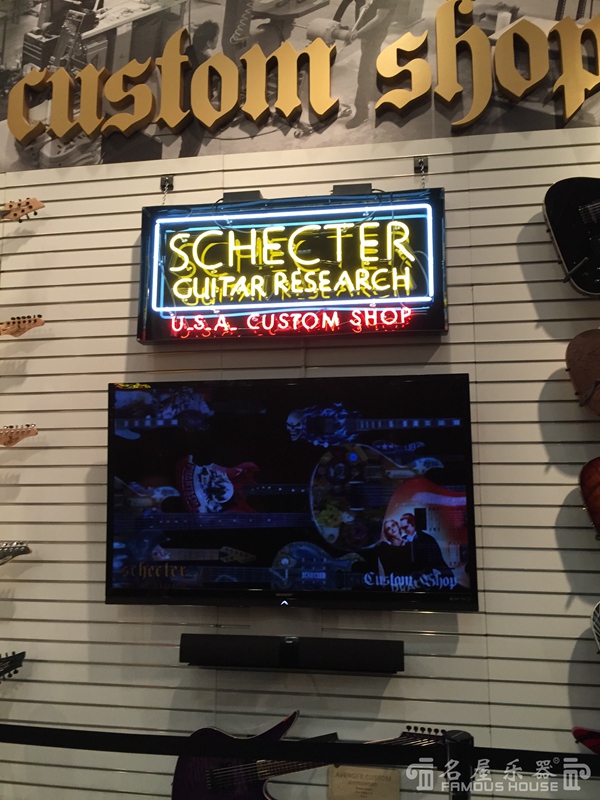 custom shop
SCHECTER
GUITAR RESEARCH
U.S.A. CUSTOM SHOP
schecter
Custom Shop
名屋乐器®
FAMOUS HOUSE